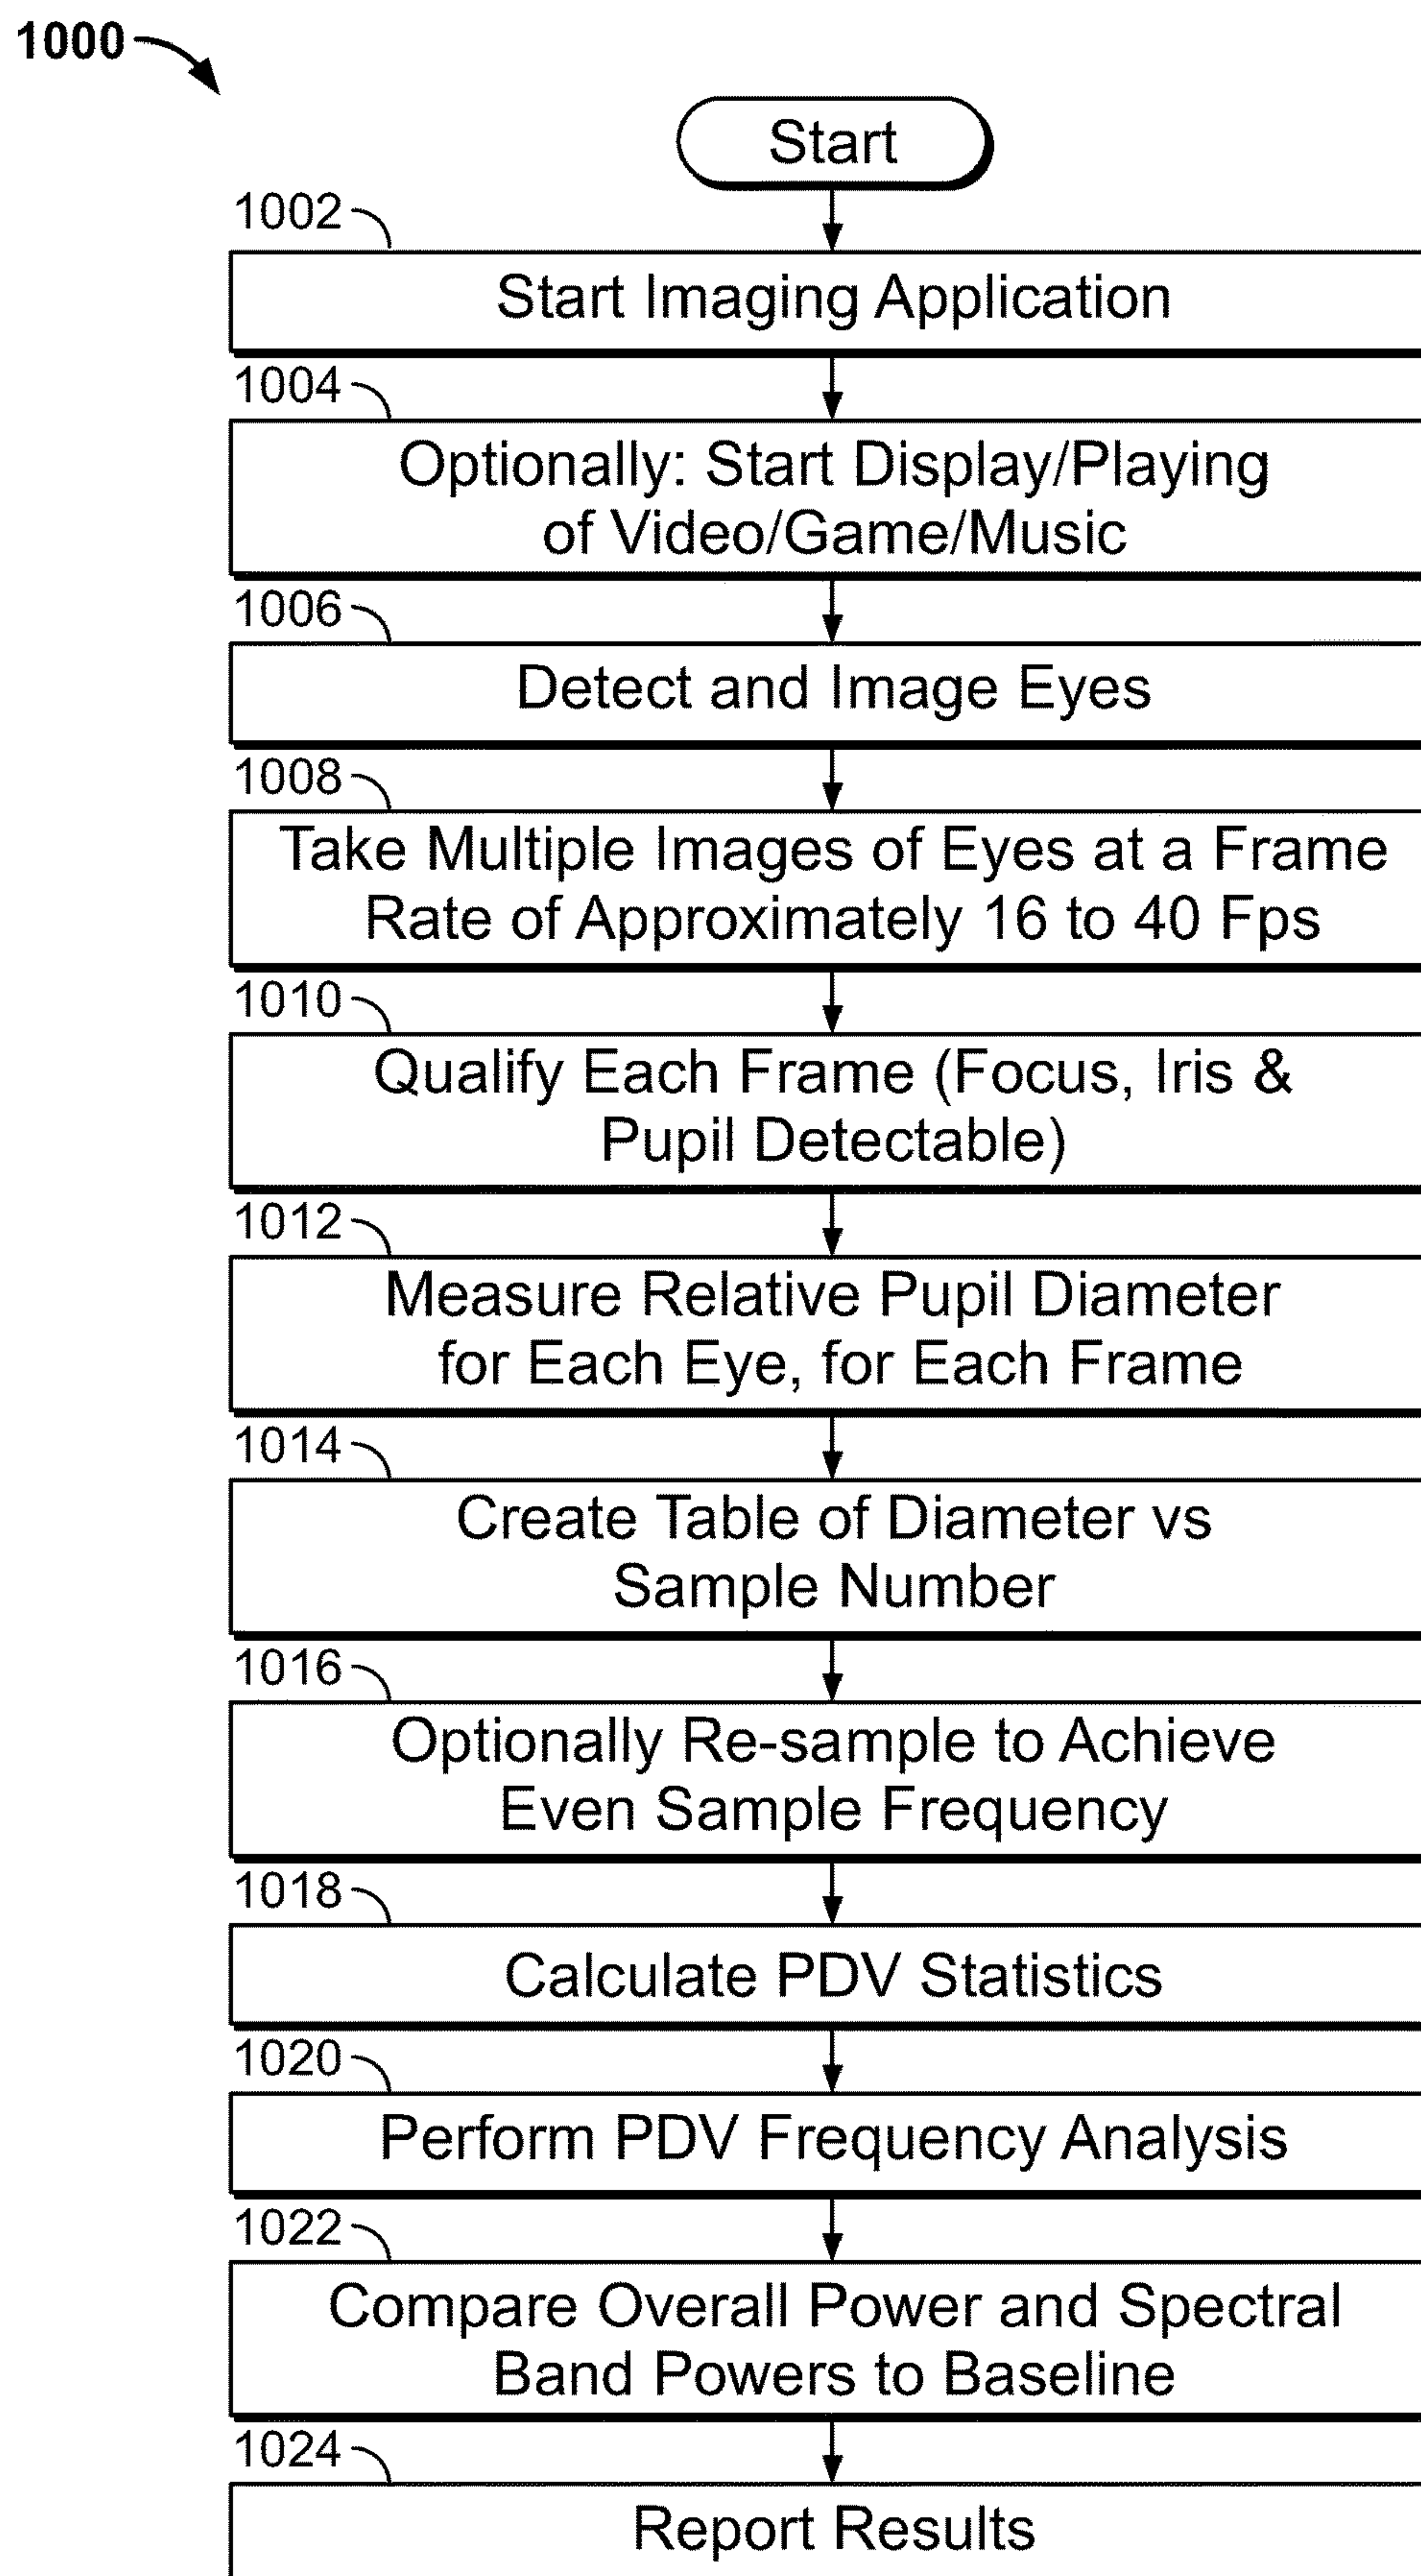 1000
Start
1002
Start Imaging Application
1004
Optionally: Start Display/Playing
of Video/Game/Music
1006
Detect and Image Eyes
1008
Take Multiple Images of Eyes at a Frame
Rate of Approximately 16 to 40 Fps
1010
Qualify Each Frame (Focus, Iris &
Pupil Detectable)
1012
Measure Relative Pupil Diameter
for Each Eye, for Each Frame
1014
Create Table of Diameter vs
Sample Number
1016
Optionally Re-sample to Achieve
Even Sample Frequency
1018
Calculate PDV Statistics
1020
Perform PDV Frequency Analysis
1022
Compare Overall Power and Spectral
Band Powers to Baseline
1024
Report Results